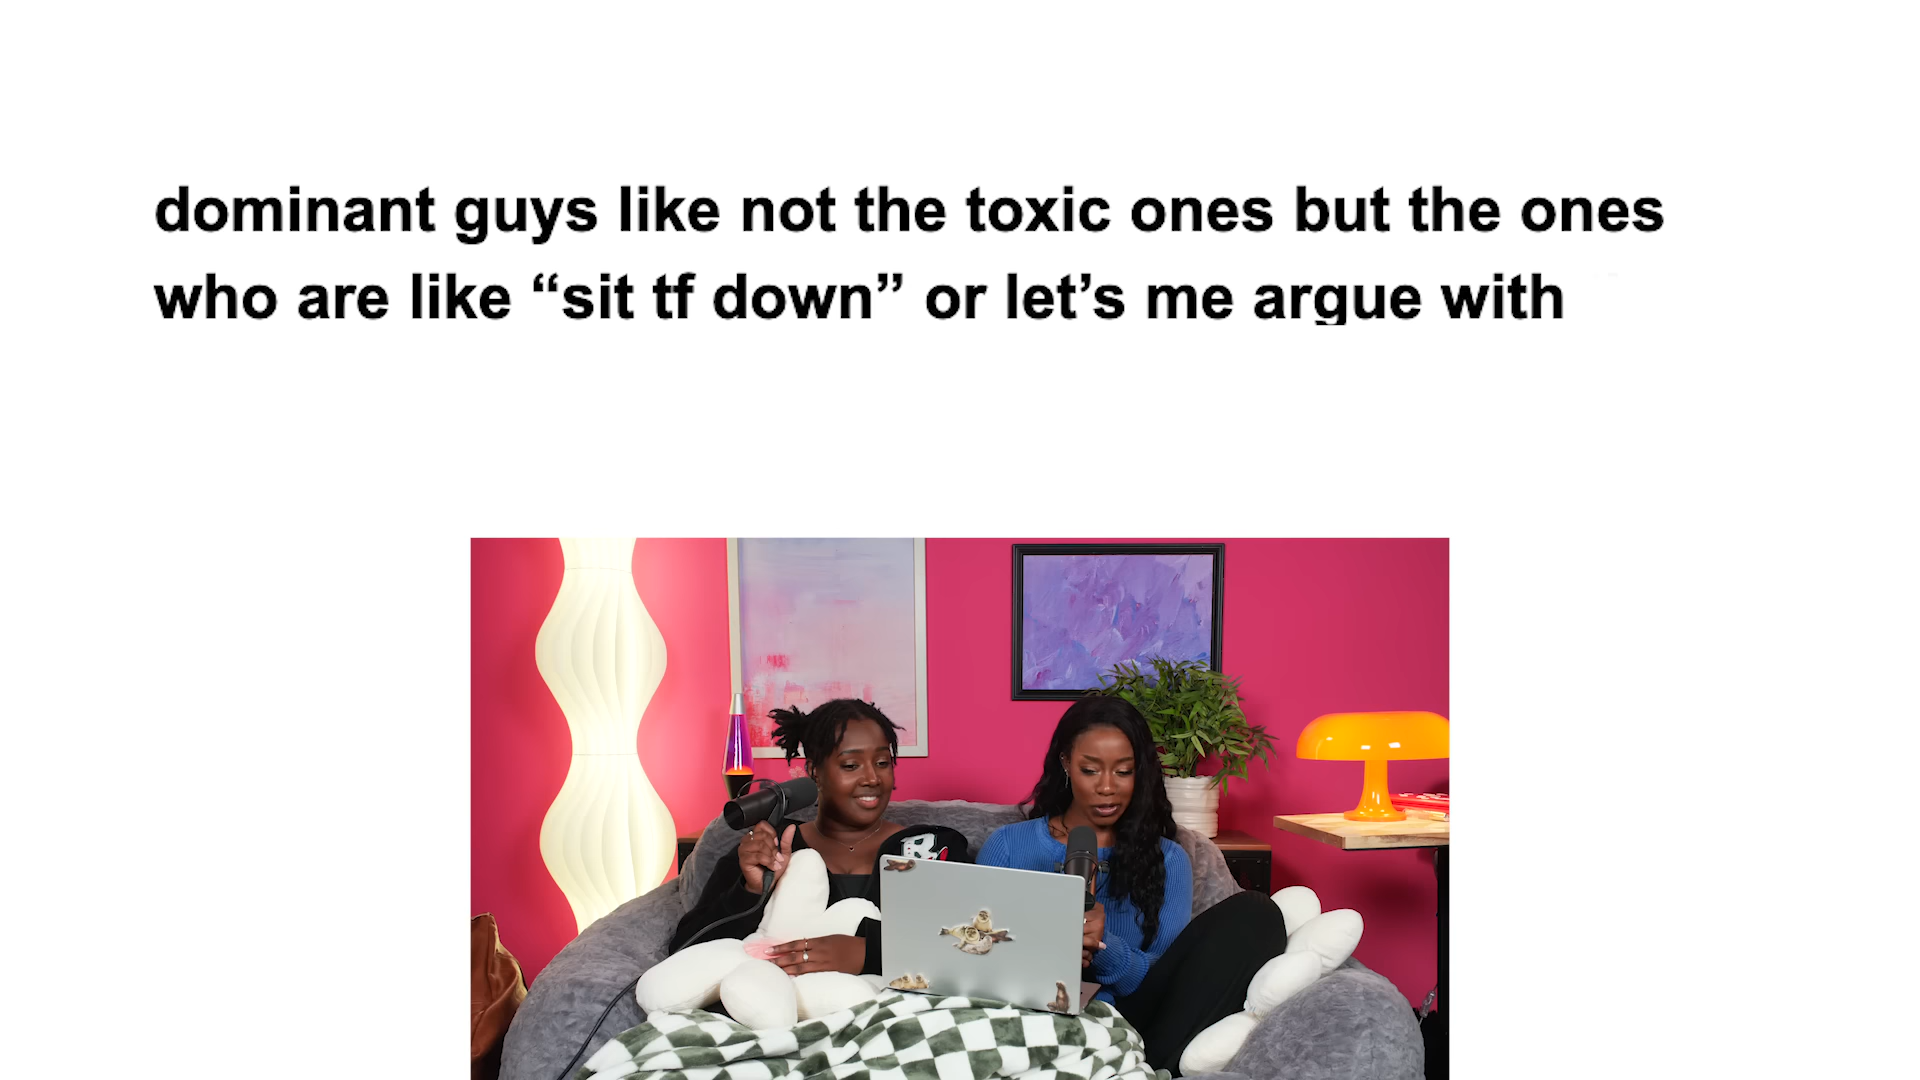 dominant guys like not the toxic ones but the ones
who are like “sit tf down” or let’s me argue with